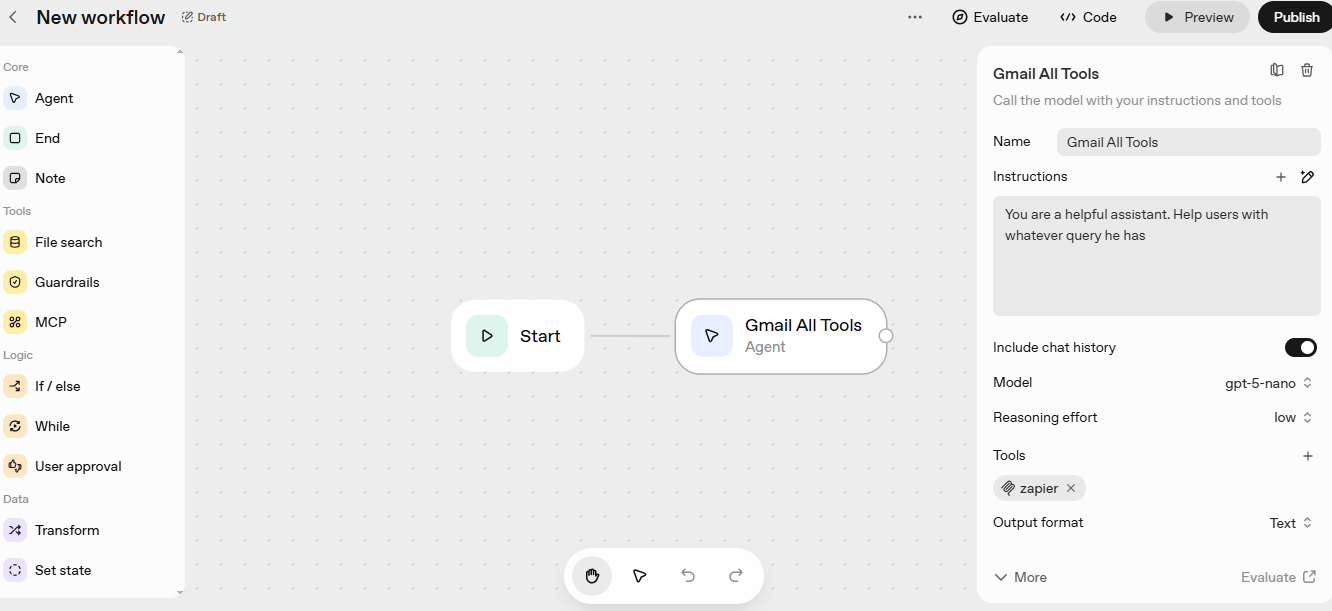 New workflow
Draft
Evaluate
Code
Preview
Publish
Core
Agent
End
Note
Tools
File search
Guardrails
MCP
Logic
If / else
While
User approval
Data
Transform
Set state
Start
Gmail All Tools
Agent
Gmail All Tools
Call the model with your instructions and tools
Name
Gmail All Tools
Instructions
You are a helpful assistant. Help users with
whatever query he has
Include chat history
Model
gpt-5-nano
Reasoning effort
low
Tools
zapier
Output format
Text
More
Evaluate